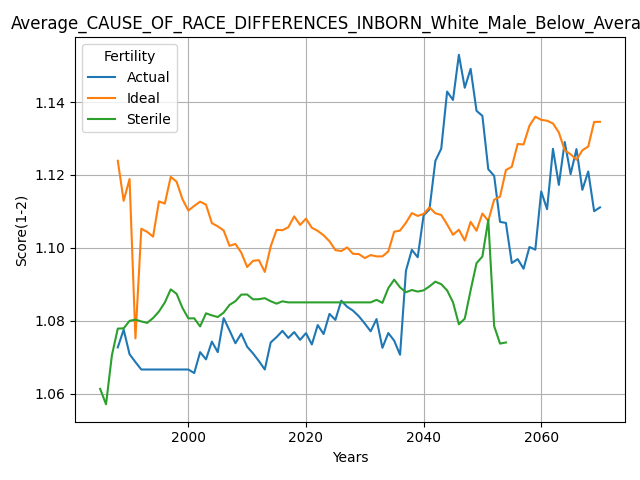 Average_CAUSE_OF_RACE_DIFFERENCES_INBORN_White_Male_Below_Avera
Fertility
Actual
Ideal
Sterile
1.14
1.12
1.10
1.08
1.06
Score(1-2)
2000 2020 2040 2060
Years